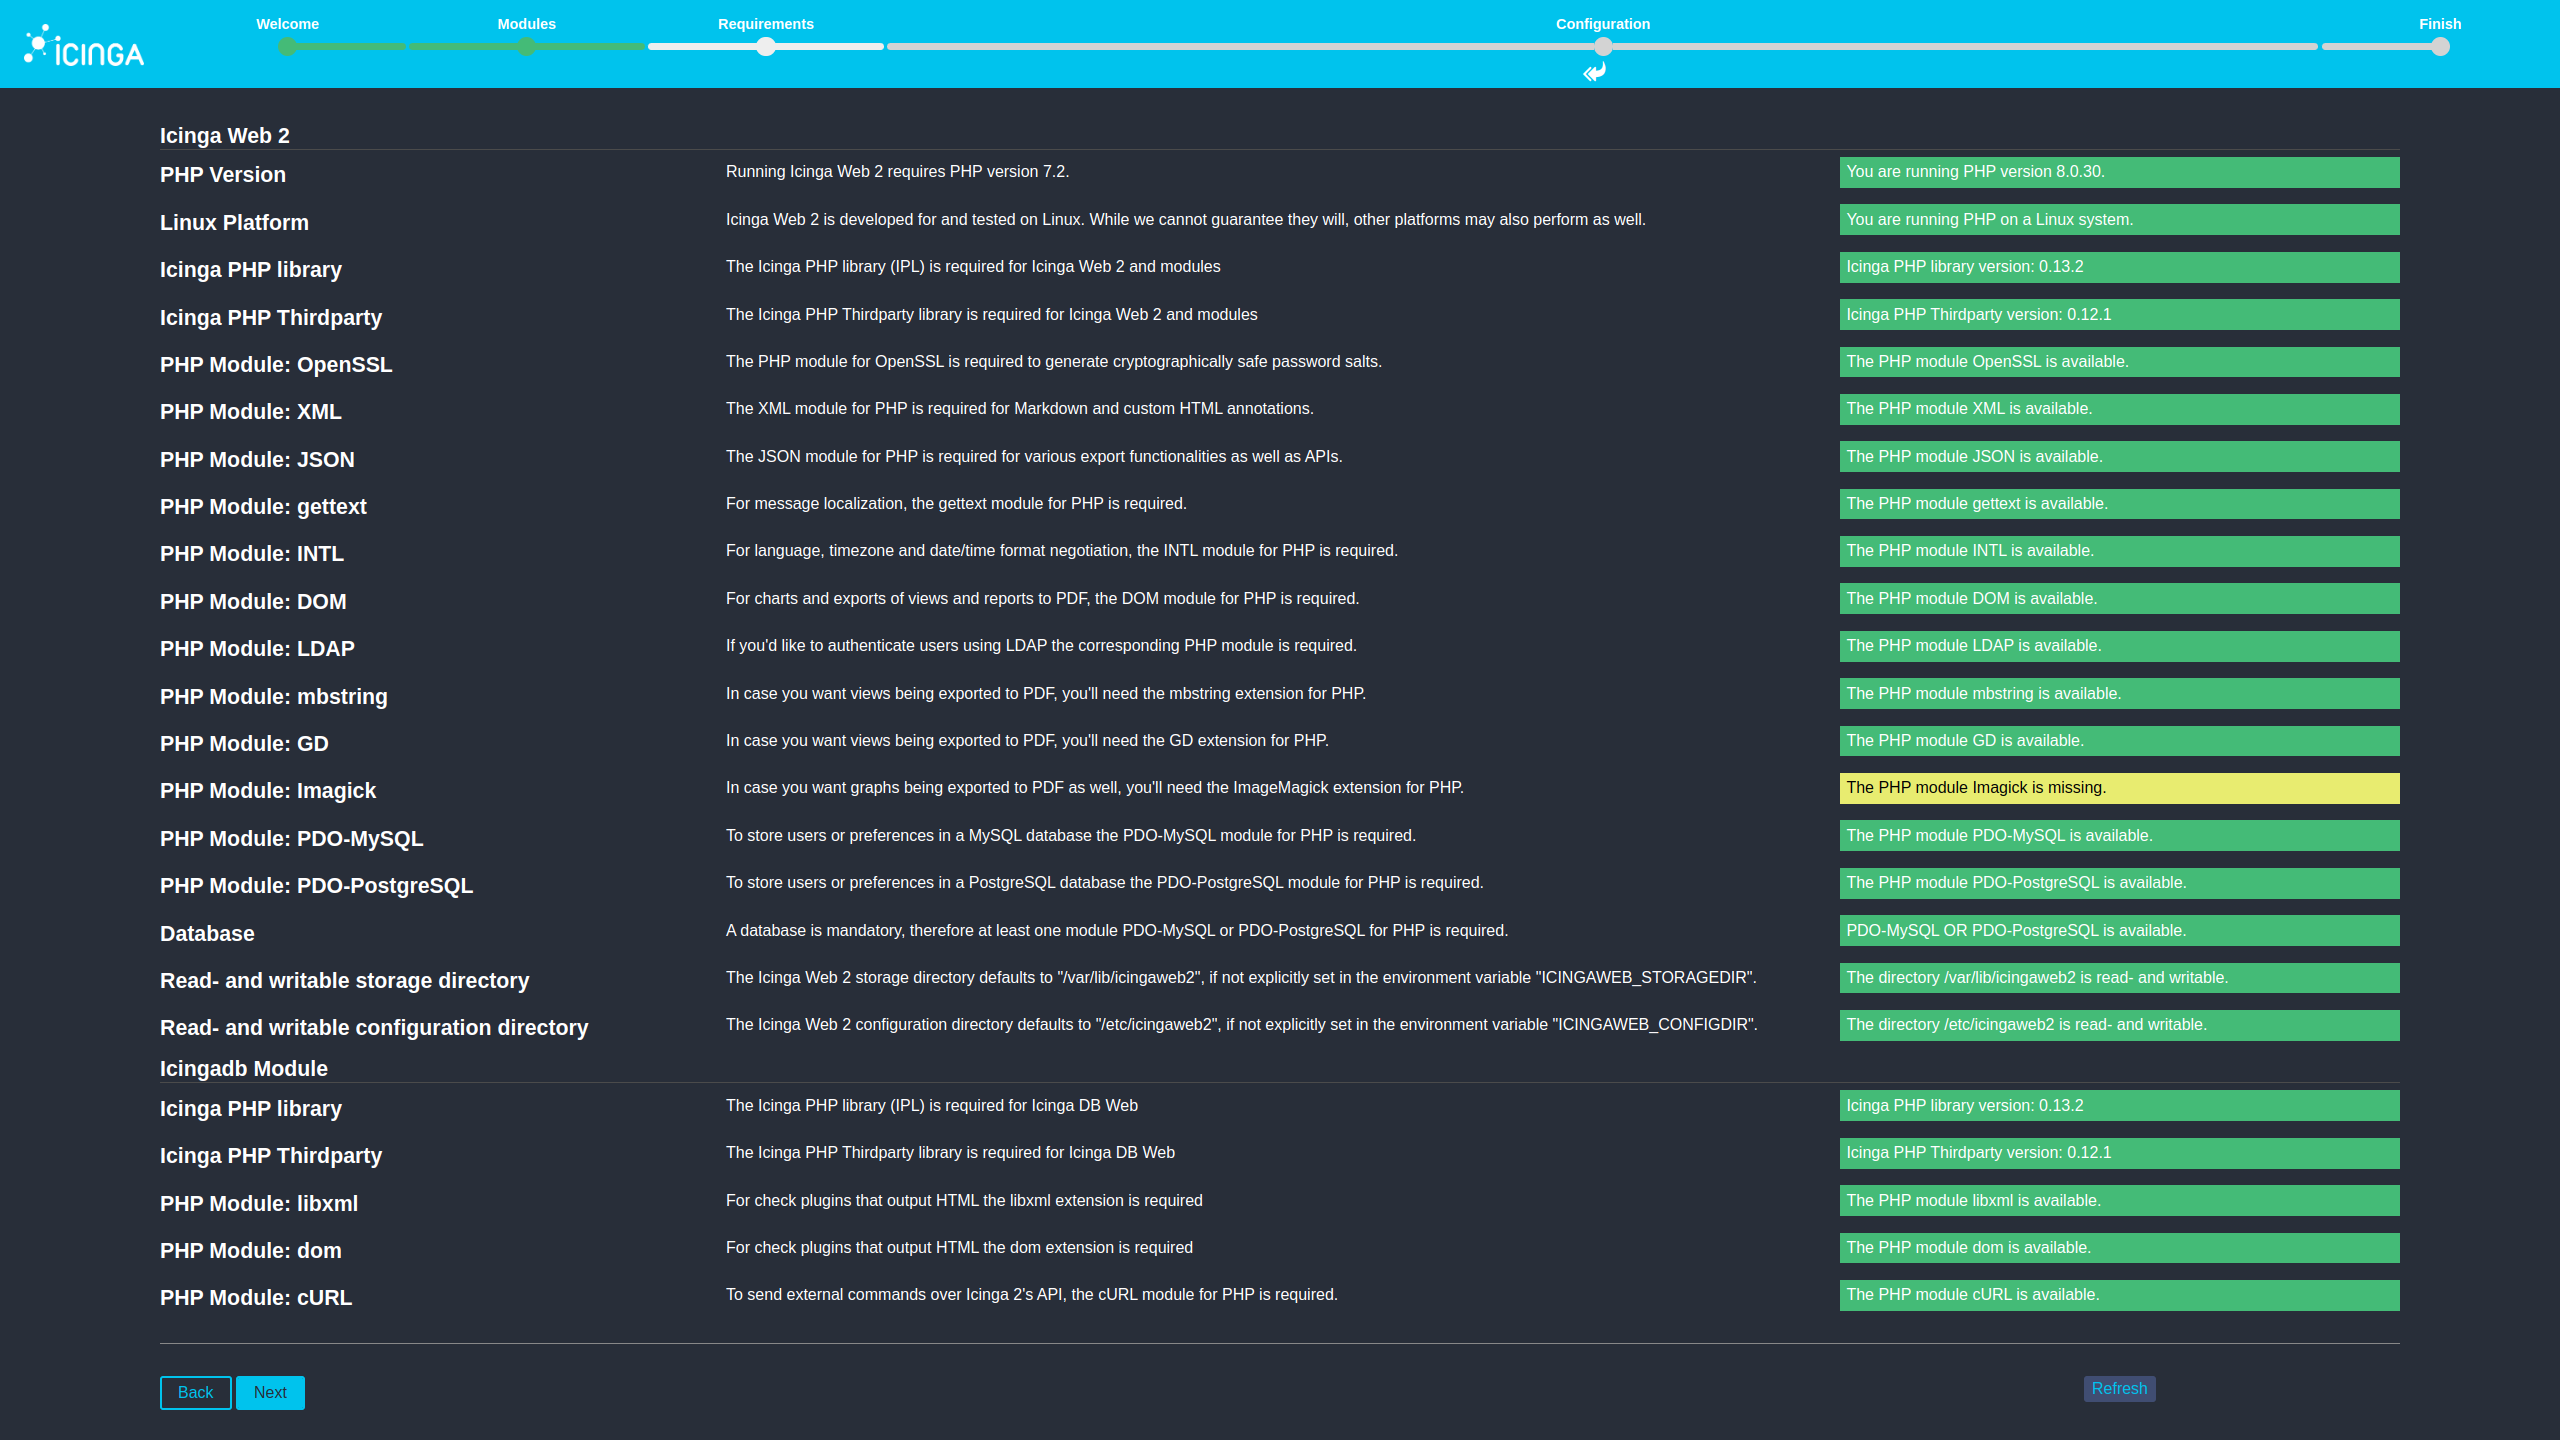 Welcome
Modules
Requirements
Configuration
Finish
ICINGA
Icinga Web 2
PHP Version
Running Icinga Web 2 requires PHP version 7.2.
You are running PHP version 8.0.30.
Linux Platform
Icinga Web 2 is developed for and tested on Linux. While we cannot guarantee they will, other platforms may also perform as well.
You are running PHP on a Linux system.
Icinga PHP library
The Icinga PHP library (IPL) is required for Icinga Web 2 and modules
Icinga PHP library version: 0.13.2
Icinga PHP Thirdparty
The Icinga PHP Thirdparty library is required for Icinga Web 2 and modules
Icinga PHP Thirdparty version: 0.12.1
PHP Module: OpenSSL
The PHP module for OpenSSL is required to generate cryptographically safe password salts.
The PHP module OpenSSL is available.
PHP Module: XML
The XML module for PHP is required for Markdown and custom HTML annotations.
The PHP module XML is available.
PHP Module: JSON
The JSON module for PHP is required for various export functionalities as well as APIs.
The PHP module JSON is available.
PHP Module: gettext
For message localization, the gettext module for PHP is required.
The PHP module gettext is available.
PHP Module: INTL
For language, timezone and date/time format negotiation, the INTL module for PHP is required.
The PHP module INTL is available.
PHP Module: DOM
For charts and exports of views and reports to PDF, the DOM module for PHP is required.
The PHP module DOM is available.
PHP Module: LDAP
If you'd like to authenticate users using LDAP the corresponding PHP module is required.
The PHP module LDAP is available.
PHP Module: mbstring
In case you want views being exported to PDF, you'll need the mbstring extension for PHP.
The PHP module mbstring is available.
PHP Module: GD
In case you want views being exported to PDF, you'll need the GD extension for PHP.
The PHP module GD is available.
PHP Module: Imagick
In case you want graphs being exported to PDF as well, you'll need the ImageMagick extension for PHP.
The PHP module Imagick is missing.
PHP Module: PDO-MySQL
To store users or preferences in a MySQL database the PDO-MySQL module for PHP is required.
The PHP module PDO-MySQL is available.
PHP Module: PDO-PostgreSQL
To store users or preferences in a PostgreSQL database the PDO-PostgreSQL module for PHP is required.
The PHP module PDO-PostgreSQL is available.
Database
A database is mandatory, therefore at least one module PDO-MySQL or PDO-PostgreSQL for PHP is required.
PDO-MySQL OR PDO-PostgreSQL is available.
Read- and writable storage directory
The Icinga Web 2 storage directory defaults to "/var/lib/icingaweb2", if not explicitly set in the environment variable "ICINGAWEB_STORAGEDIR".
The directory /var/lib/icingaweb2 is read- and writable.
Read- and writable configuration directory
The Icinga Web 2 configuration directory defaults to "/etc/icingaweb2", if not explicitly set in the environment variable "ICINGAWEB_CONFIGDIR".
The directory /etc/icingaweb2 is read- and writable.
Icingadb Module
Icinga PHP library
The Icinga PHP library (IPL) is required for Icinga DB Web
Icinga PHP library version: 0.13.2
Icinga PHP Thirdparty
The Icinga PHP Thirdparty library is required for Icinga DB Web
Icinga PHP Thirdparty version: 0.12.1
PHP Module: libxml
For check plugins that output HTML the libxml extension is required
The PHP module libxml is available.
PHP Module: dom
For check plugins that output HTML the dom extension is required
The PHP module dom is available.
PHP Module: cURL
To send external commands over Icinga 2's API, the cURL module for PHP is required.
The PHP module cURL is available.
Back
Next
Refresh